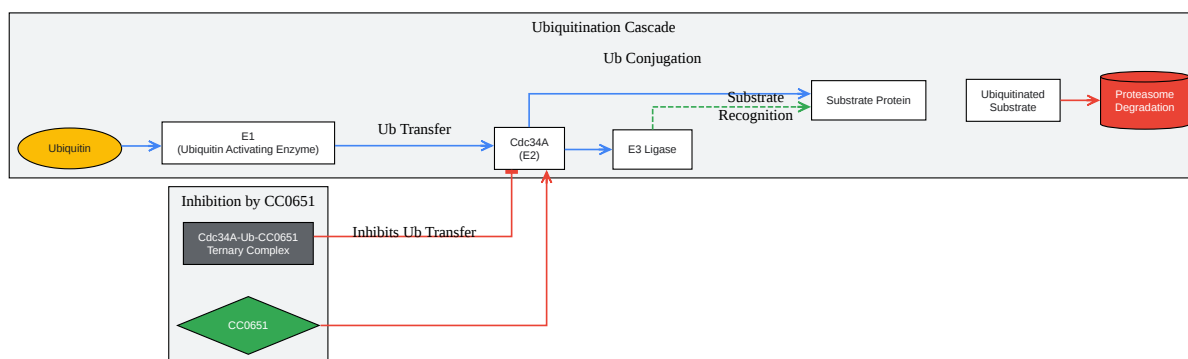 Ubiquitination Cascade
Ub Conjugation
Substrate
Recognition
Substrate Protein
Ubiquitinated
Substrate
Proteasome
Degradation
Ubiquitin
E1
(Ubiquitin Activating Enzyme)
Ub Transfer
Cdc34A
(E2)
E3 Ligase
Inhibition by CC0651
Cdc34A-Ub-CC0651
Ternary Complex
Inhibits Ub Transfer
CC0651